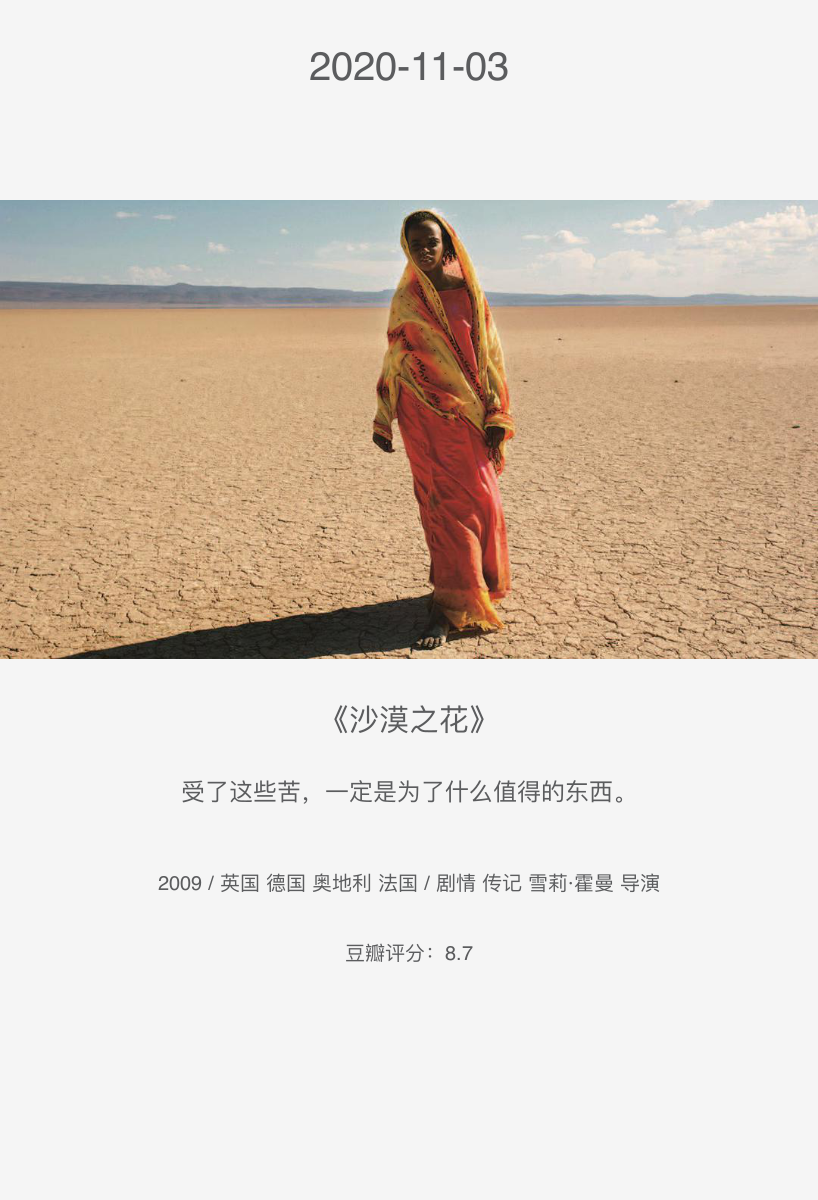 2020-11-03
《沙漠之花》
受了这些苦，一定是为了什么值得的东西。
2009 / 英国 德国 奥地利 法国 / 剧情 传记 雪莉·霍曼 导演
豆瓣评分：8.7